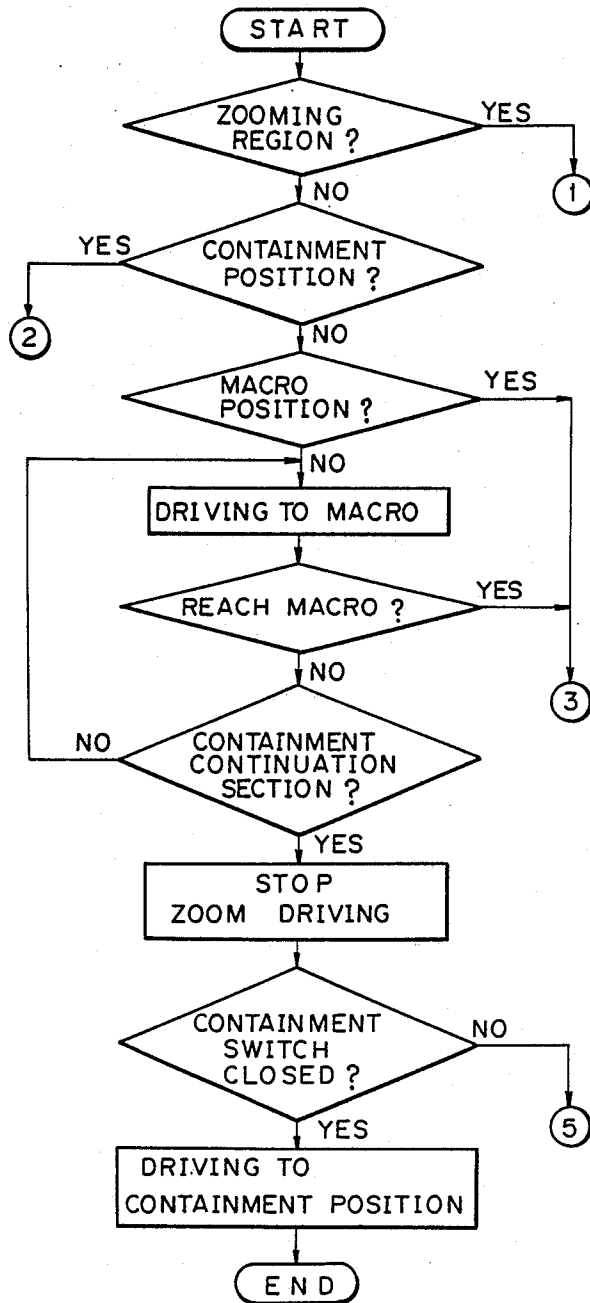 START
ZOOMING
REGION ?
YES
1
NO
YES
CONTAINMENT
POSITION ?
2
NO
MACRO
POSITION ?
YES
NO
DRIVING TO MACRO
REACH MACRO ?
YES
NO
3
NO
CONTAINMENT
CONTINUATION
SECTION ?
YES
STOP
ZOOM DRIVING
CONTAINMENT
SWITCH
CLOSED ?
NO
5
YES
DRIVING TO
CONTAINMENT POSITION
END